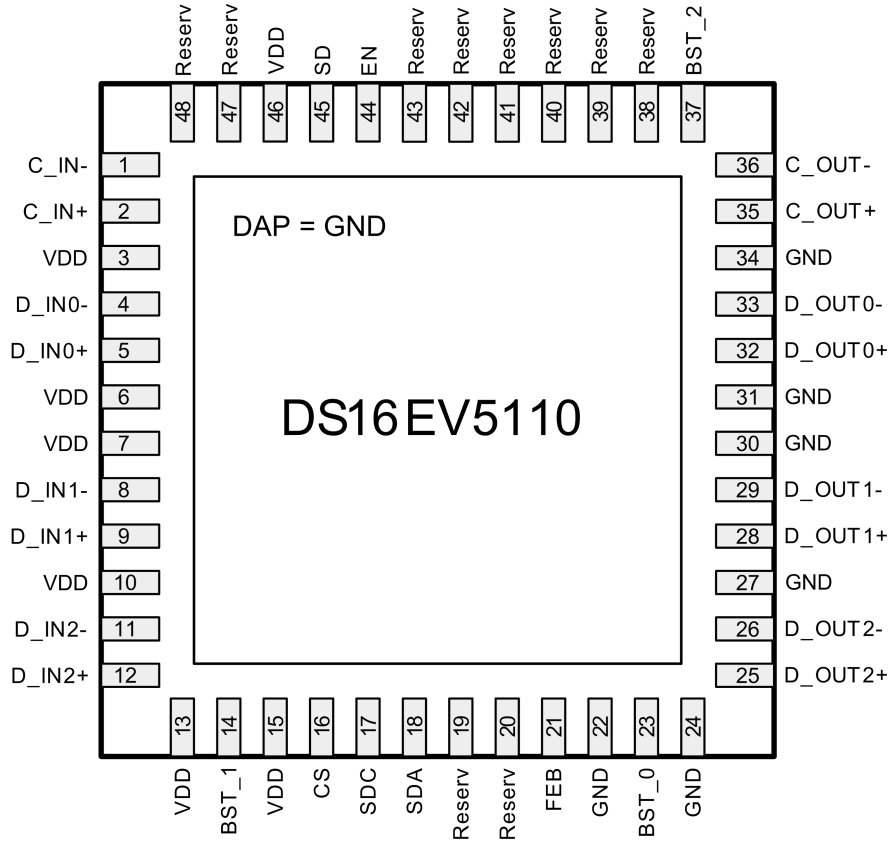 Reserv
Reserv
VDD
SD
EN
Reserv
Reserv
Reserv
Reserv
Reserv
Reserv
BST_2
48
47
46
45
44
43
42
41
40
39
38
37
C_IN- 1
C_IN+ 2
VDD 3
D_IN0- 4
D_IN0+ 5
VDD 6
VDD 7
D_IN1- 8
D_IN1+ 9
VDD 10
D_IN2- 11
D_IN2+ 12
DAP = GND
DS16EV5110
36 C_OUT-
35 C_OUT+
34 GND
33 D_OUT0-
32 D_OUT0+
31 GND
30 GND
29 D_OUT1-
28 D_OUT1+
27 GND
26 D_OUT2-
25 D_OUT2+
13
14
15
16
17
18
19
20
21
22
23
24
VDD
BST_1
VDD
CS
SDC
SDA
Reserv
Reserv
FEB
GND
BST_0
GND